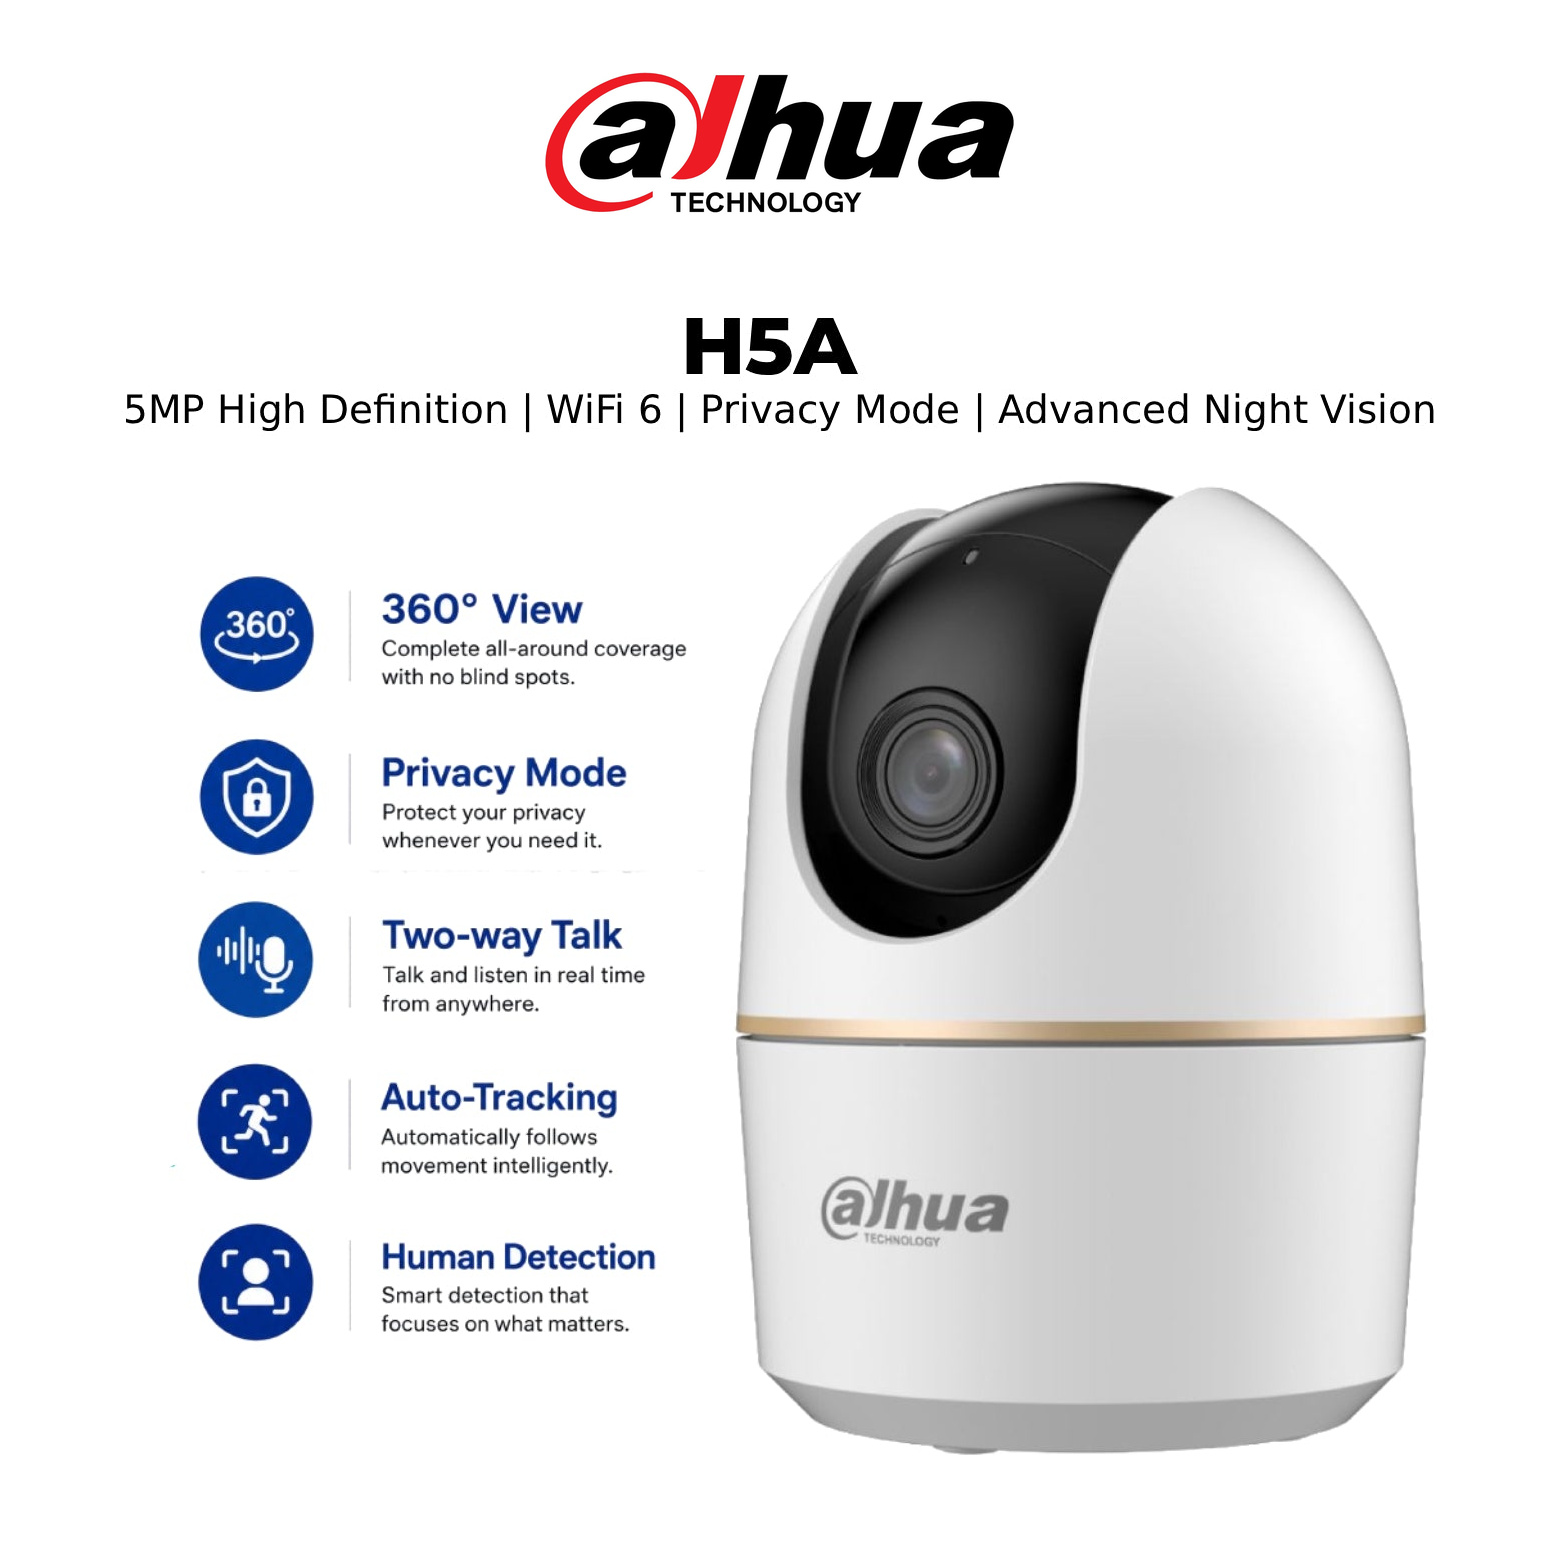 alhua
TECHNOLOGY
H5A
5MP High Definition | WiFi 6 | Privacy Mode | Advanced Night Vision
360°
360° View
Complete all-around coverage
with no blind spots.
Privacy Mode
Protect your privacy
whenever you need it.
Two-way Talk
Talk and listen in real time
from anywhere.
Auto-Tracking
Automatically follows
movement intelligently.
Human Detection
Smart detection that
focuses on what matters.
alhua
TECHNOLOGY